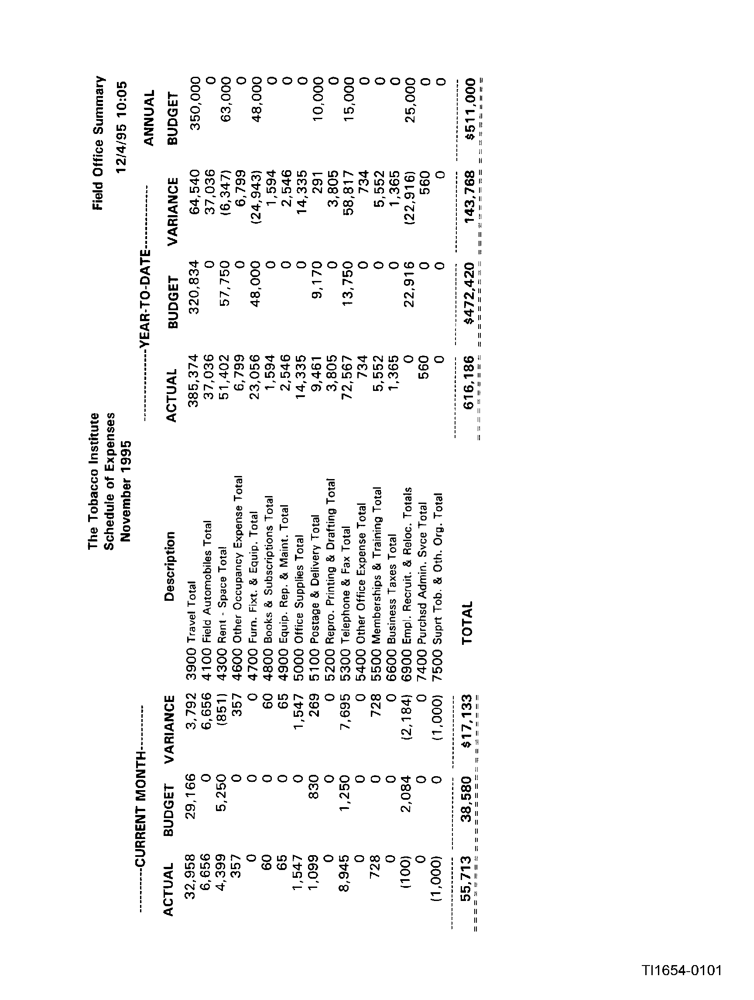 The Tobacco Institute
Schedule of Expenses
November 1995
Field Office Summary
12/4/95 10:05
----------CURRENT MONTH---------- ----------------YEAR-TO-DATE---------------- ANNUAL
ACTUAL BUDGET VARIANCE Description ACTUAL BUDGET VARIANCE BUDGET
32,958 29,166 3,792 3900 Travel Total 385,374 320,834 64,540 350,000
6,656 0 6,656 4100 Field Automobiles Total 37,036 0 37,036 0
4,399 5,250 (851) 4300 Rent - Space Total 51,402 57,750 (6,347) 63,000
357 0 357 4600 Other Occupancy Expense Total 6,799 0 6,799 0
0 0 0 4700 Furn. Fixt. & Equip. Total 23,056 48,000 (24,943) 48,000
60 0 60 4800 Books & Subscriptions Total 1,594 0 1,594 0
65 0 65 4900 Equip. Rep. & Maint. Total 2,546 0 2,546 0
1,547 0 1,547 5000 Office Supplies Total 14,335 0 14,335 0
1,099 830 269 5100 Postage & Delivery Total 9,461 9,170 291 10,000
0 0 0 5200 Repro. Printing & Drafting Total 3,805 0 3,805 0
8,945 1,250 7,695 5300 Telephone & Fax Total 72,567 13,750 58,817 15,000
0 0 0 5400 Other Office Expense Total 734 0 734 0
728 0 728 5500 Memberships & Training Total 5,552 0 5,552 0
0 0 0 6600 Business Taxes Total 1,365 0 1,365 0
(100) 2,084 (2,184) 6900 Empl. Recruit. & Reloc. Totals 0 22,916 (22,916) 25,000
0 0 0 7400 Purchsd Admin. Svce Total 560 0 560 0
(1,000) 0 (1,000) 7500 Suprt Tob. & Oth. Org. Total 0 0 0 0
55,713 38,580 $17,133 TOTAL 616,186 $472,420 143,768 $511,000
TI1654-0101